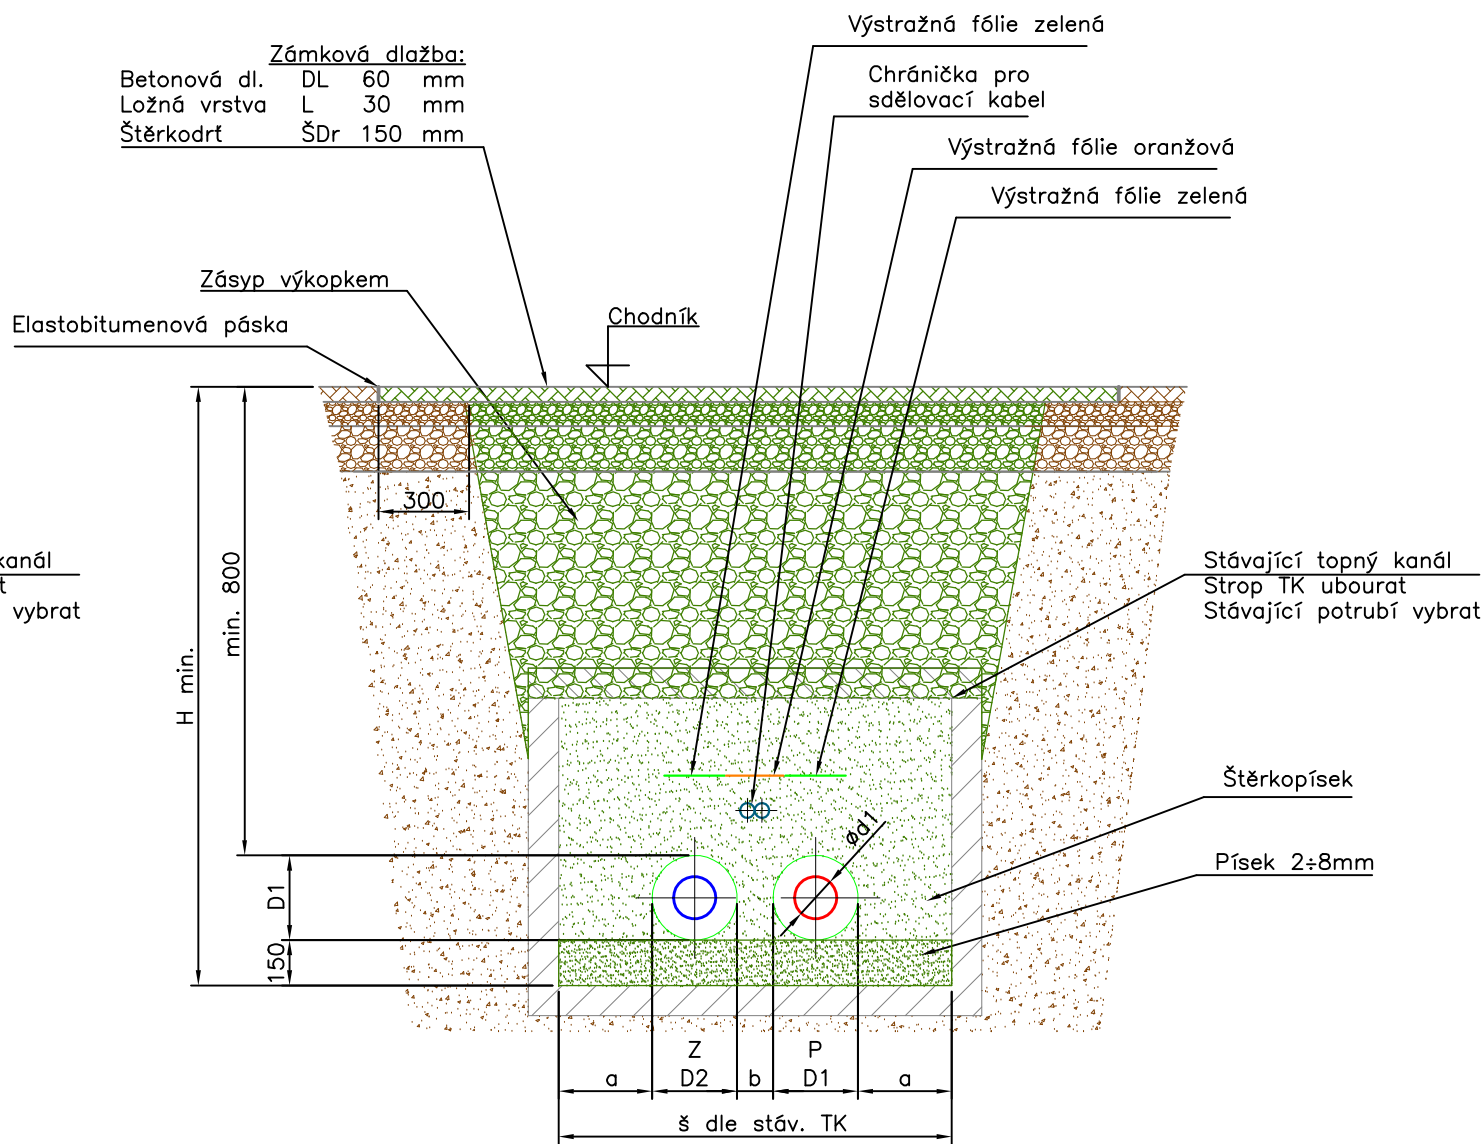 Výstražná fólie zelená
Zámková dlažba:
Betonová dl. DL 60 mm
Ložná vrstva L 30 mm
Štěrkodrť ŠDr 150 mm
Chránička pro
sdělovací kabel
Výstražná fólie oranžová
Výstražná fólie zelená
Zásyp výkopkem
Elastobitumenová páska
Chodník
300
min. 800
H min.
kanál
t
vybrat
Stávající topný kanál
Strop TK ubourat
Stávající potrubí vybrat
Štěrkopísek
ød1
Písek 2÷8mm
D1
150
Z P
a D2 b D1 a
š dle stáv. TK